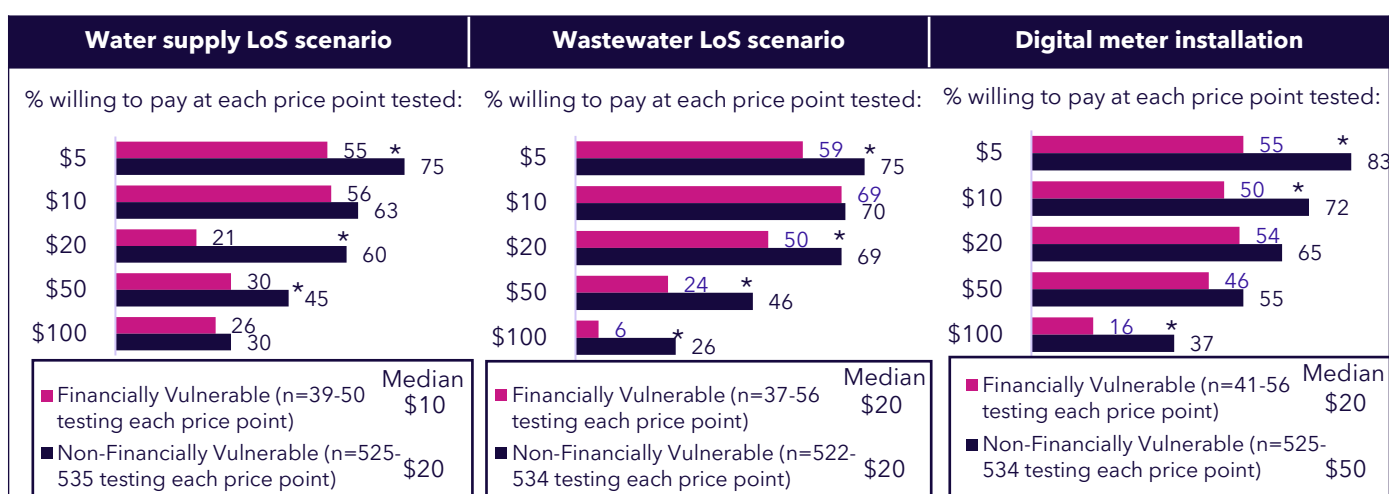 Water supply LoS scenario
% willing to pay at each price point tested:
$5
55 *
75
$10
56
63
$20
21 *
60
$50
30 *
45
$100
26
30
Financially Vulnerable (n=39-50
testing each price point)
Non-Financially Vulnerable (n=525-
535 testing each price point)
Median
$10
$20
Wastewater LoS scenario
% willing to pay at each price point tested:
$5
59 *
75
$10
69
70
$20
50 *
69
$50
24 *
46
$100
6 *
26
Financially Vulnerable (n=37-56
testing each price point)
Non-Financially Vulnerable (n=522-
534 testing each price point)
Median
$20
$20
Digital meter installation
% willing to pay at each price point tested:
$5
55 *
83
$10
50 *
72
$20
54
65
$50
46
55
$100
16 *
37
Financially Vulnerable (n=41-56
testing each price point)
Non-Financially Vulnerable (n=525-
534 testing each price point)
Median
$20
$50